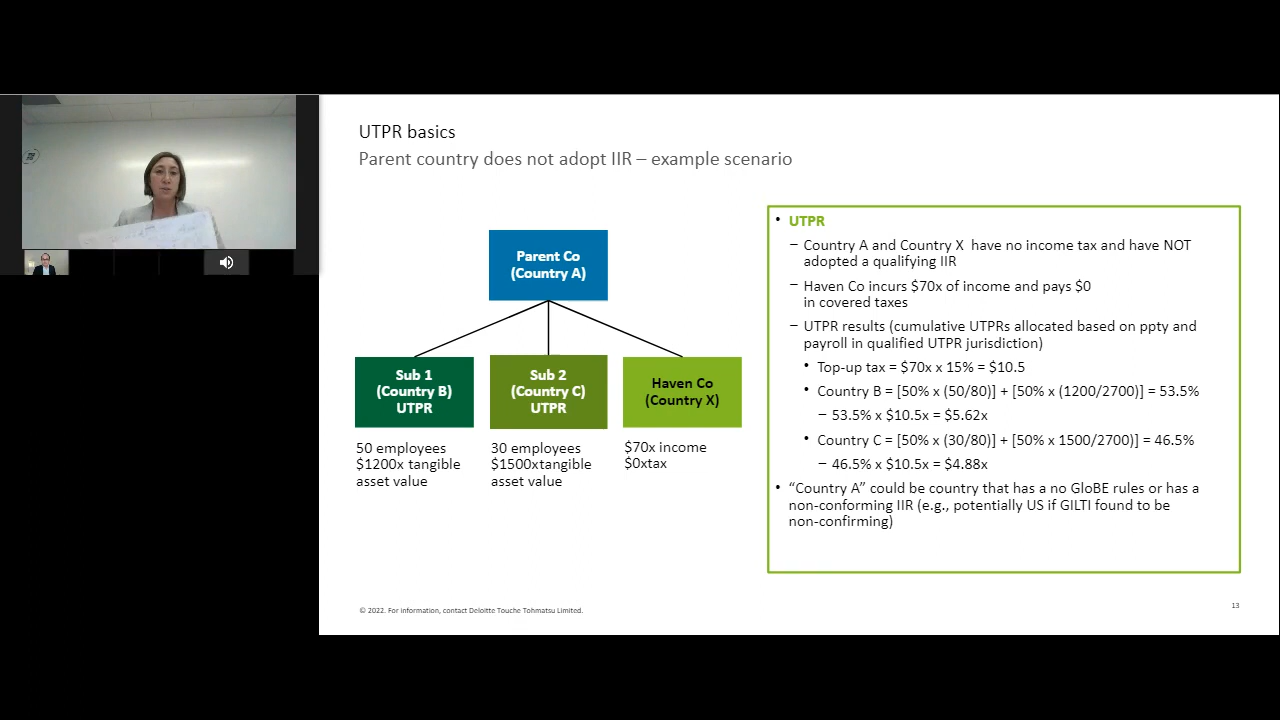 UTPR basics
Parent country does not adopt IIR – example scenario
Parent Co
(Country A)
Sub 1
(Country B)
UTPR
Sub 2
(Country C)
UTPR
Haven Co
(Country X)
50 employees
$1200x tangible
asset value
30 employees
$1500xtangible
asset value
$70x income
$0xtax
• UTPR
– Country A and Country X have no income tax and have NOT
adopted a qualifying IIR
– Haven Co incurs $70x of income and pays $0
in covered taxes
– UTPR results (cumulative UTPRs allocated based on ppty and
payroll in qualified UTPR jurisdiction)
• Top-up tax = $70x x 15% = $10.5
• Country B = [50% x (50/80)] + [50% x (1200/2700)] = 53.5%
– 53.5% x $10.5x = $5.62x
• Country C = [50% x (30/80)] + [50% x 1500/2700)] = 46.5%
– 46.5% x $10.5x = $4.88x
• “Country A” could be country that has a no GloBE rules or has a
non-conforming IIR (e.g., potentially US if GILTI found to be
non-confirming)
© 2022. For information, contact Deloitte Touche Tohmatsu Limited.
13